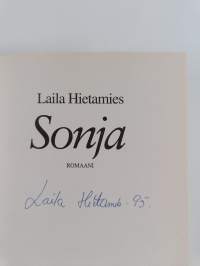 Laila Hietamies
Sonja
ROMAANI
Laila Hietamies - 95.